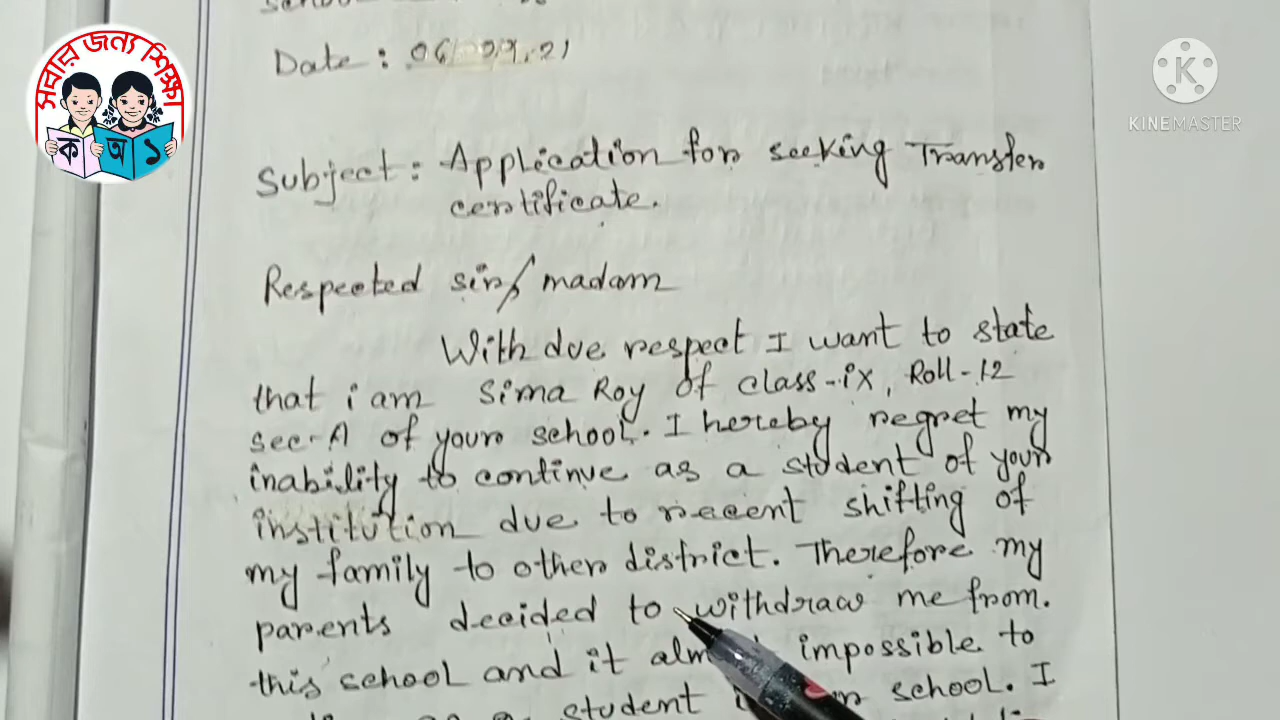 সবার জন্য শিক্ষা
ক অ ১
KINEMASTER
Date:
Subject: Application for seeking Transfer
certificate.
Respected sir/madam
With due respect I want to state
that i am Sima Roy of class-ix, Roll-12
sec-A of your school. I hereby regret my
inability to continue as a student of your
institution due to recent shifting of
my family to other district. Therefore my
parents decided to withdraw me from.
this school and it impossible to
student school. I